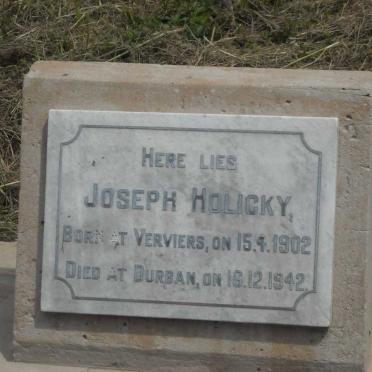 HERE LIES
JOSEPH HOLICKY,
BORN AT VERVIERS, ON 15.4.1902
DIED AT DURBAN, ON 16.12.1942.